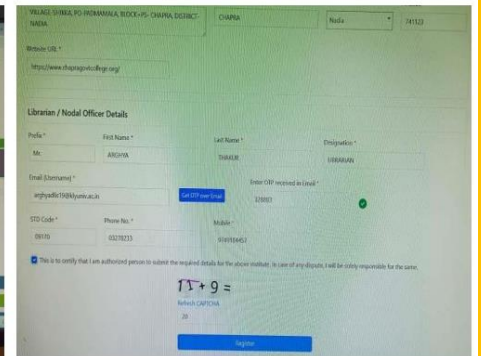 VILLAGE, SHIKRA, PO-PADMAMALA, BLOCK+PS- CHAPRA, DISTRICT-NADIA
CHAPRA
Nadia
741123
Website URL *
https://www.chapragovtcollege.org/
Librarian / Nodal Officer Details
Prefix *
First Name *
Last Name *
Designation *
Mr.
ARGHYA
THAKUR
LIBRARIAN
Email (Username) *
Enter OTP received in Email *
Get OTP over Email
STD Code *
Phone No. *
Mobile *
03270233
This is to certify that I am authorized person to submit the required details for the above institute. In case of any dispute, I will be solely responsible for the same.
11 + 9 =
Refresh CAPTCHA
20
Register